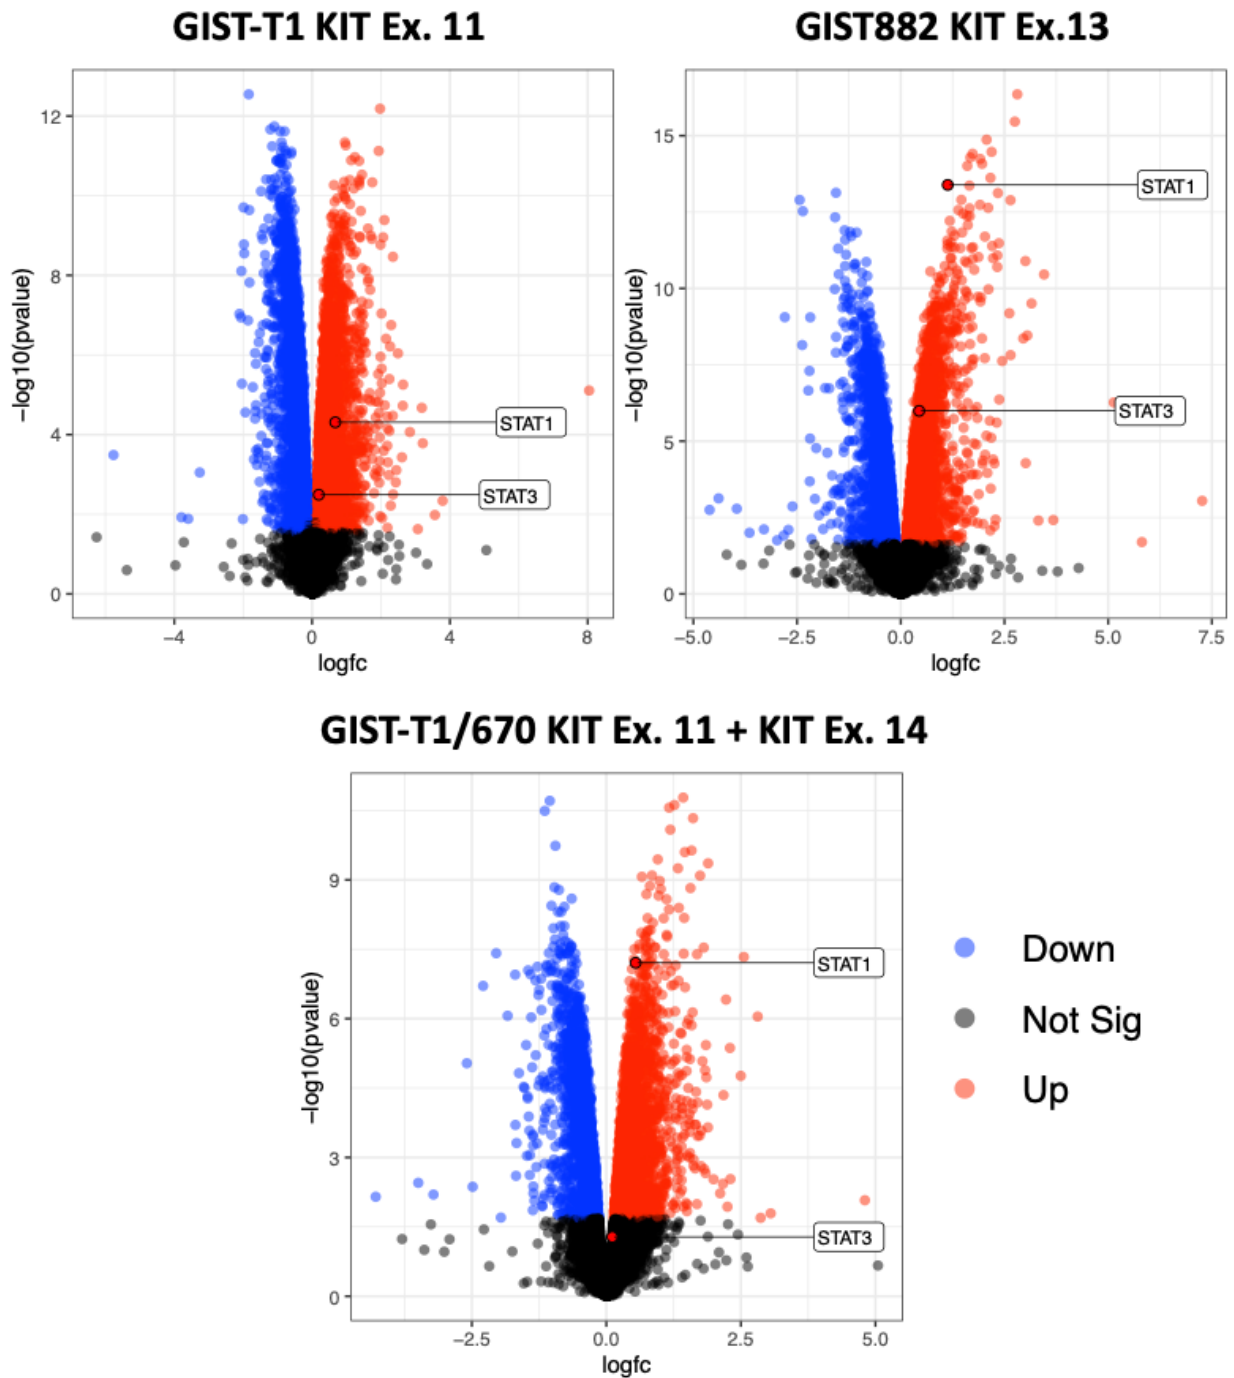 GIST-T1 KIT Ex. 11
12
8
4
0
−log10(pvalue)
STAT1
STAT3
−4
0
4
8
logfc
GIST882 KIT Ex.13
15
10
5
0
−log10(pvalue)
STAT1
STAT3
−5.0
−2.5
0.0
2.5
5.0
7.5
logfc
GIST-T1/670 KIT Ex. 11 + KIT Ex. 14
9
6
3
0
−log10(pvalue)
STAT1
STAT3
−2.5
0.0
2.5
5.0
logfc
Down
Not Sig
Up